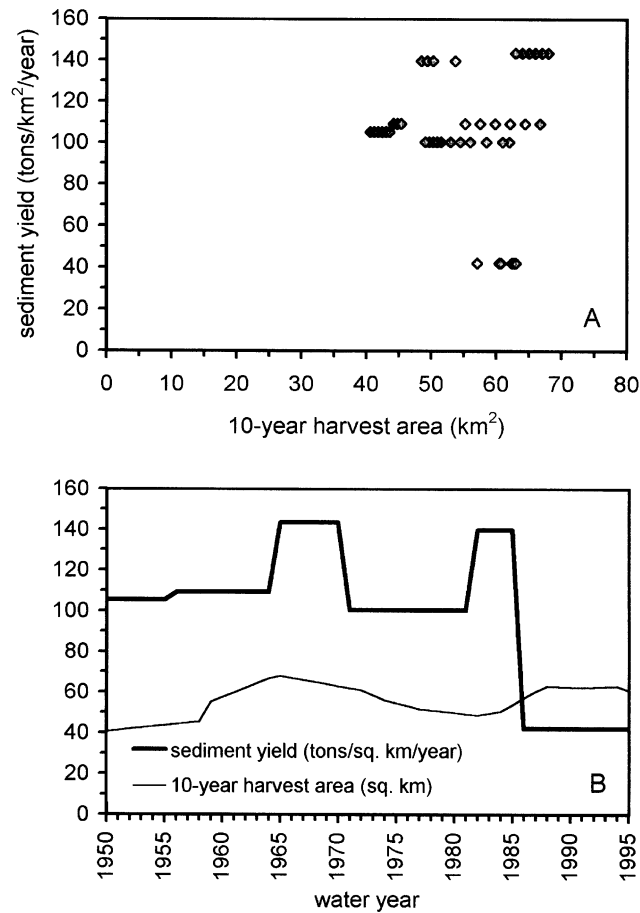 160
140
120
100
80
60
40
20
0
sediment yield (tons/km²/year)
A
0 10 20 30 40 50 60 70 80
10-year harvest area (km²)
160
140
120
100
80
60
40
20
0
sediment yield (tons/sq. km/year)
10-year harvest area (sq. km)
B
1950 1955 1960 1965 1970 1975 1980 1985 1990 1995
water year